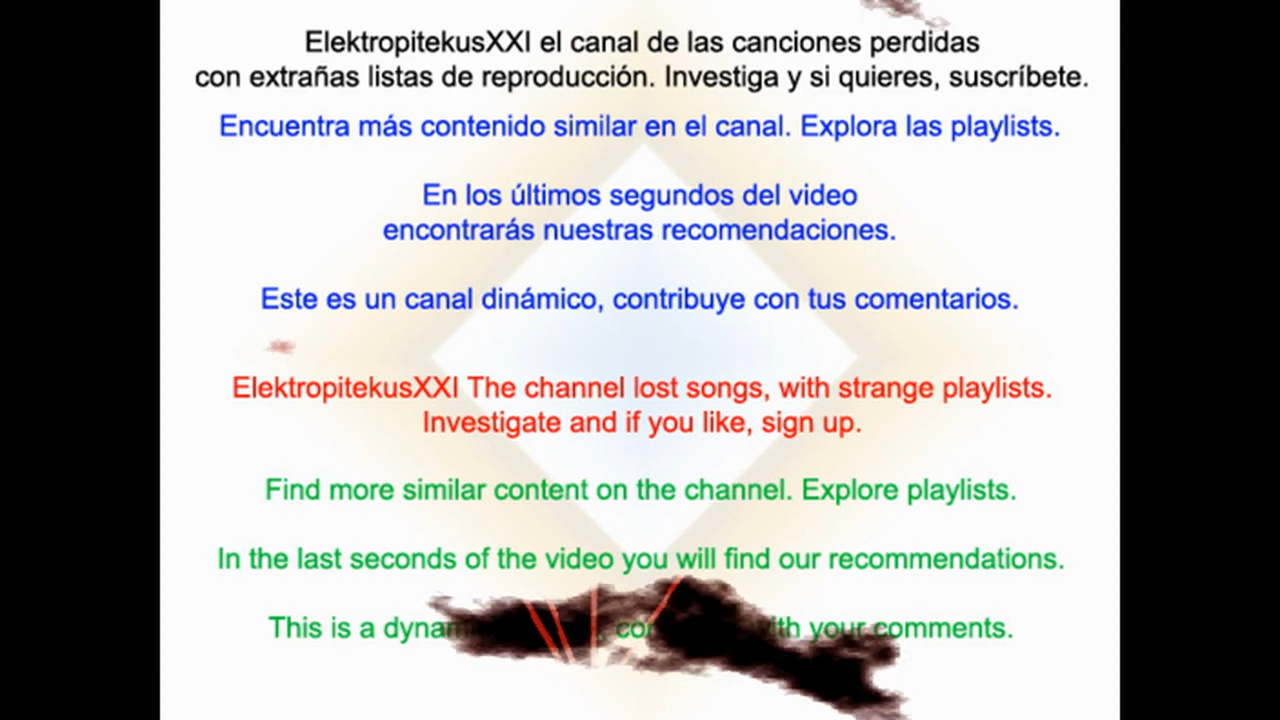 ElektropitekusXXI el canal de las canciones perdidas
con extrañas listas de reproducción. Investiga y si quieres, suscríbete.
Encuentra más contenido similar en el canal. Explora las playlists.
En los últimos segundos del video
encontrarás nuestras recomendaciones.
Este es un canal dinámico, contribuye con tus comentarios.
ElektropitekusXXI The channel lost songs, with strange playlists.
Investigate and if you like, sign up.
Find more similar content on the channel. Explore playlists.
In the last seconds of the video you will find our recommendations.
This is a your comments.